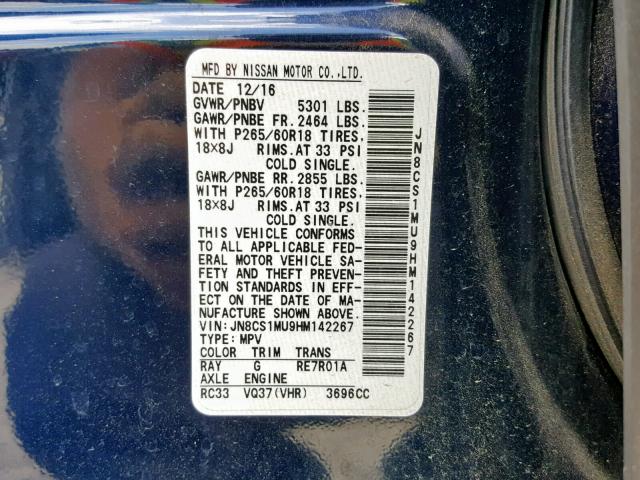 MFD BY NISSAN MOTOR CO.,LTD.
DATE 12/16
GVWR/PNBV 5301 LBS.
GAWR/PNBE FR. 2464 LBS.
WITH P265/60R18 TIRES.
18X8J RIMS.AT 33 PSI
COLD SINGLE.
GAWR/PNBE RR. 2855 LBS.
WITH P265/60R18 TIRES.
18X8J RIMS.AT 33 PSI
COLD SINGLE.
THIS VEHICLE CONFORMS
TO ALL APPLICABLE FED-
ERAL MOTOR VEHICLE SA-
FETY AND THEFT PREVEN-
TION STANDARDS IN EFF-
ECT ON THE DATE OF MA-
NUFACTURE SHOWN ABOVE.
VIN: JN8CS1MU9HM142267
TYPE: MPV
COLOR TRIM TRANS
RAY G RE7R01A
AXLE ENGINE
RC33 VQ37(VHR) 3696CC
JN8CS1MU9HM142267